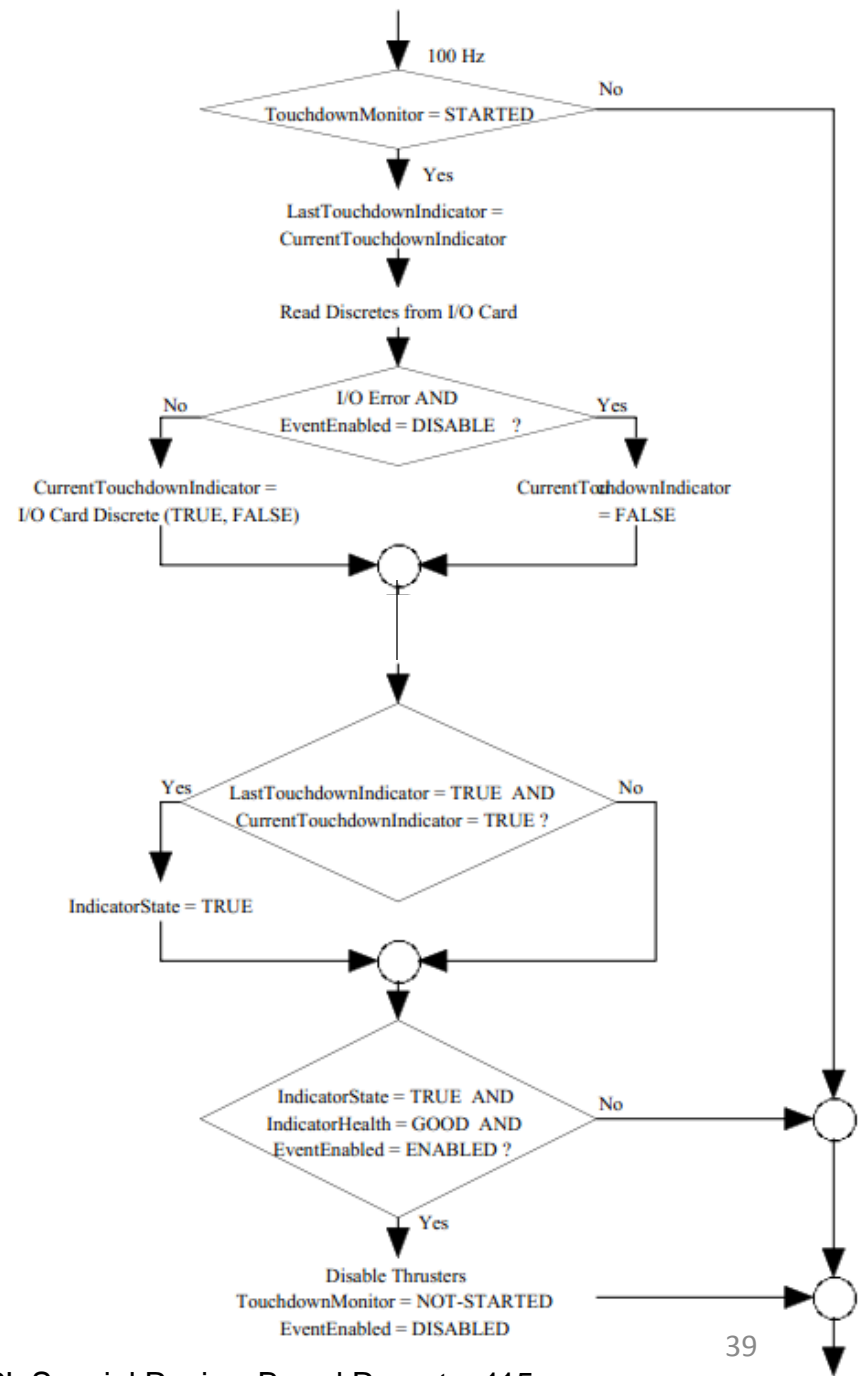 100 Hz
TouchdownMonitor = STARTED
No
Yes
LastTouchdownIndicator =
CurrentTouchdownIndicator
Read Discretes from I/O Card
I/O Error AND
EventEnabled = DISABLE ?
No
Yes
CurrentTouchdownIndicator =
I/O Card Discrete (TRUE, FALSE)
CurrentTouchdownIndicator
= FALSE
LastTouchdownIndicator = TRUE AND
CurrentTouchdownIndicator = TRUE ?
Yes
No
IndicatorState = TRUE
IndicatorState = TRUE AND
IndicatorHealth = GOOD AND
EventEnabled = ENABLED ?
No
Yes
Disable Thrusters
TouchdownMonitor = NOT-STARTED
EventEnabled = DISABLED
39